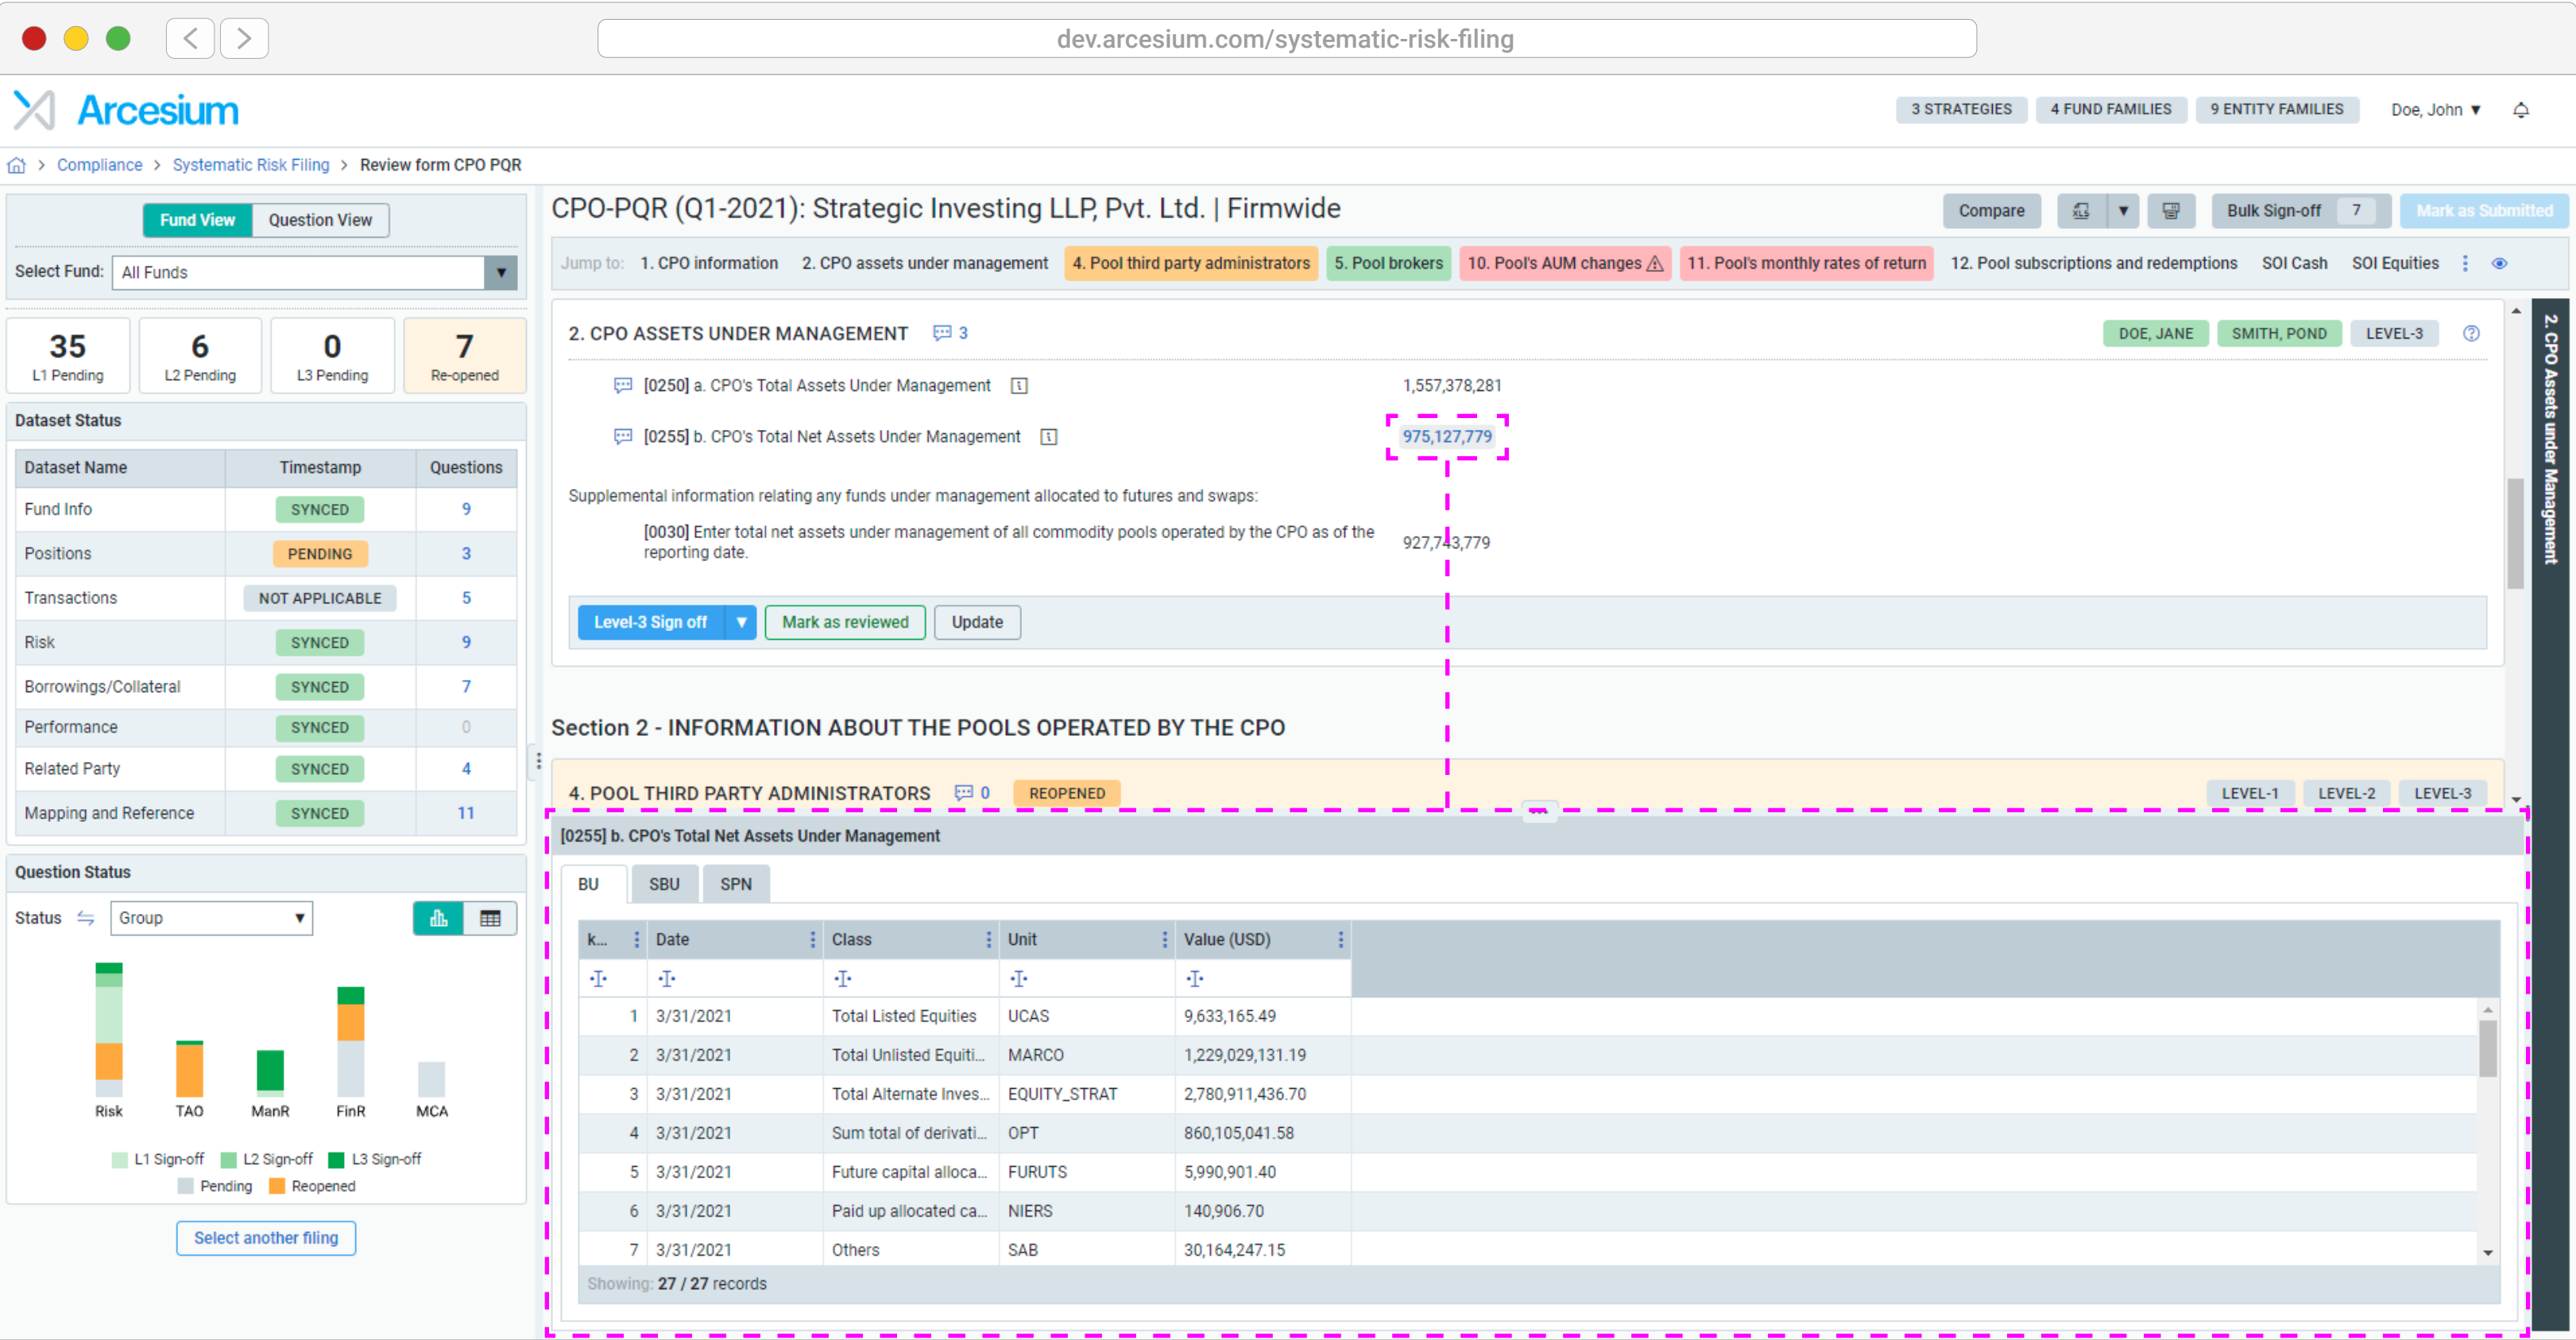 dev.arcesium.com/systematic-risk-filing
Arcesium
3 STRATEGIES 4 FUND FAMILIES 9 ENTITY FAMILIES Doe, John
> Compliance > Systematic Risk Filing > Review form CPO PQR
Fund View Question View
Select Fund: All Funds
35 6 0 7
L1 Pending L2 Pending L3 Pending Re-opened
Dataset Status
Dataset Name Timestamp Questions
Fund Info SYNCED 9
Positions PENDING 3
Transactions NOT APPLICABLE 5
Risk SYNCED 9
Borrowings/Collateral SYNCED 7
Performance SYNCED 0
Related Party SYNCED 4
Mapping and Reference SYNCED 11
Question Status
Status Group
Risk TAO ManR FinR MCA
L1 Sign-off L2 Sign-off L3 Sign-off
Pending Reopened
Select another filing
CPO-PQR (Q1-2021): Strategic Investing LLP, Pvt. Ltd. | Firmwide
Compare XLS Bulk Sign-off 7 Mark as Submitted
Jump to: 1. CPO information 2. CPO assets under management 4. Pool third party administrators 5. Pool brokers 10. Pool's AUM changes 11. Pool's monthly rates of return 12. Pool subscriptions and redemptions SOI Cash SOI Equities
2. CPO ASSETS UNDER MANAGEMENT 3 DOE, JANE SMITH, POND LEVEL-3
[0250] a. CPO's Total Assets Under Management 1,557,378,281
[0255] b. CPO's Total Net Assets Under Management 975,127,779
Supplemental information relating any funds under management allocated to futures and swaps:
[0030] Enter total net assets under management of all commodity pools operated by the CPO as of the
reporting date. 927,743,779
Level-3 Sign off Mark as reviewed Update
Section 2 - INFORMATION ABOUT THE POOLS OPERATED BY THE CPO
4. POOL THIRD PARTY ADMINISTRATORS 0 REOPENED LEVEL-1 LEVEL-2 LEVEL-3
2. CPO Assets under Management
[0255] b. CPO's Total Net Assets Under Management
BU SBU SPN
k... Date Class Unit Value (USD)
1 3/31/2021 Total Listed Equities UCAS 9,633,165.49
2 3/31/2021 Total Unlisted Equiti... MARCO 1,229,029,131.19
3 3/31/2021 Total Alternate Inves... EQUITY_STRAT 2,780,911,436.70
4 3/31/2021 Sum total of derivati... OPT 860,105,041.58
5 3/31/2021 Future capital alloca... FURUTS 5,990,901.40
6 3/31/2021 Paid up allocated ca... NIERS 140,906.70
7 3/31/2021 Others SAB 30,164,247.15
Showing: 27 / 27 records